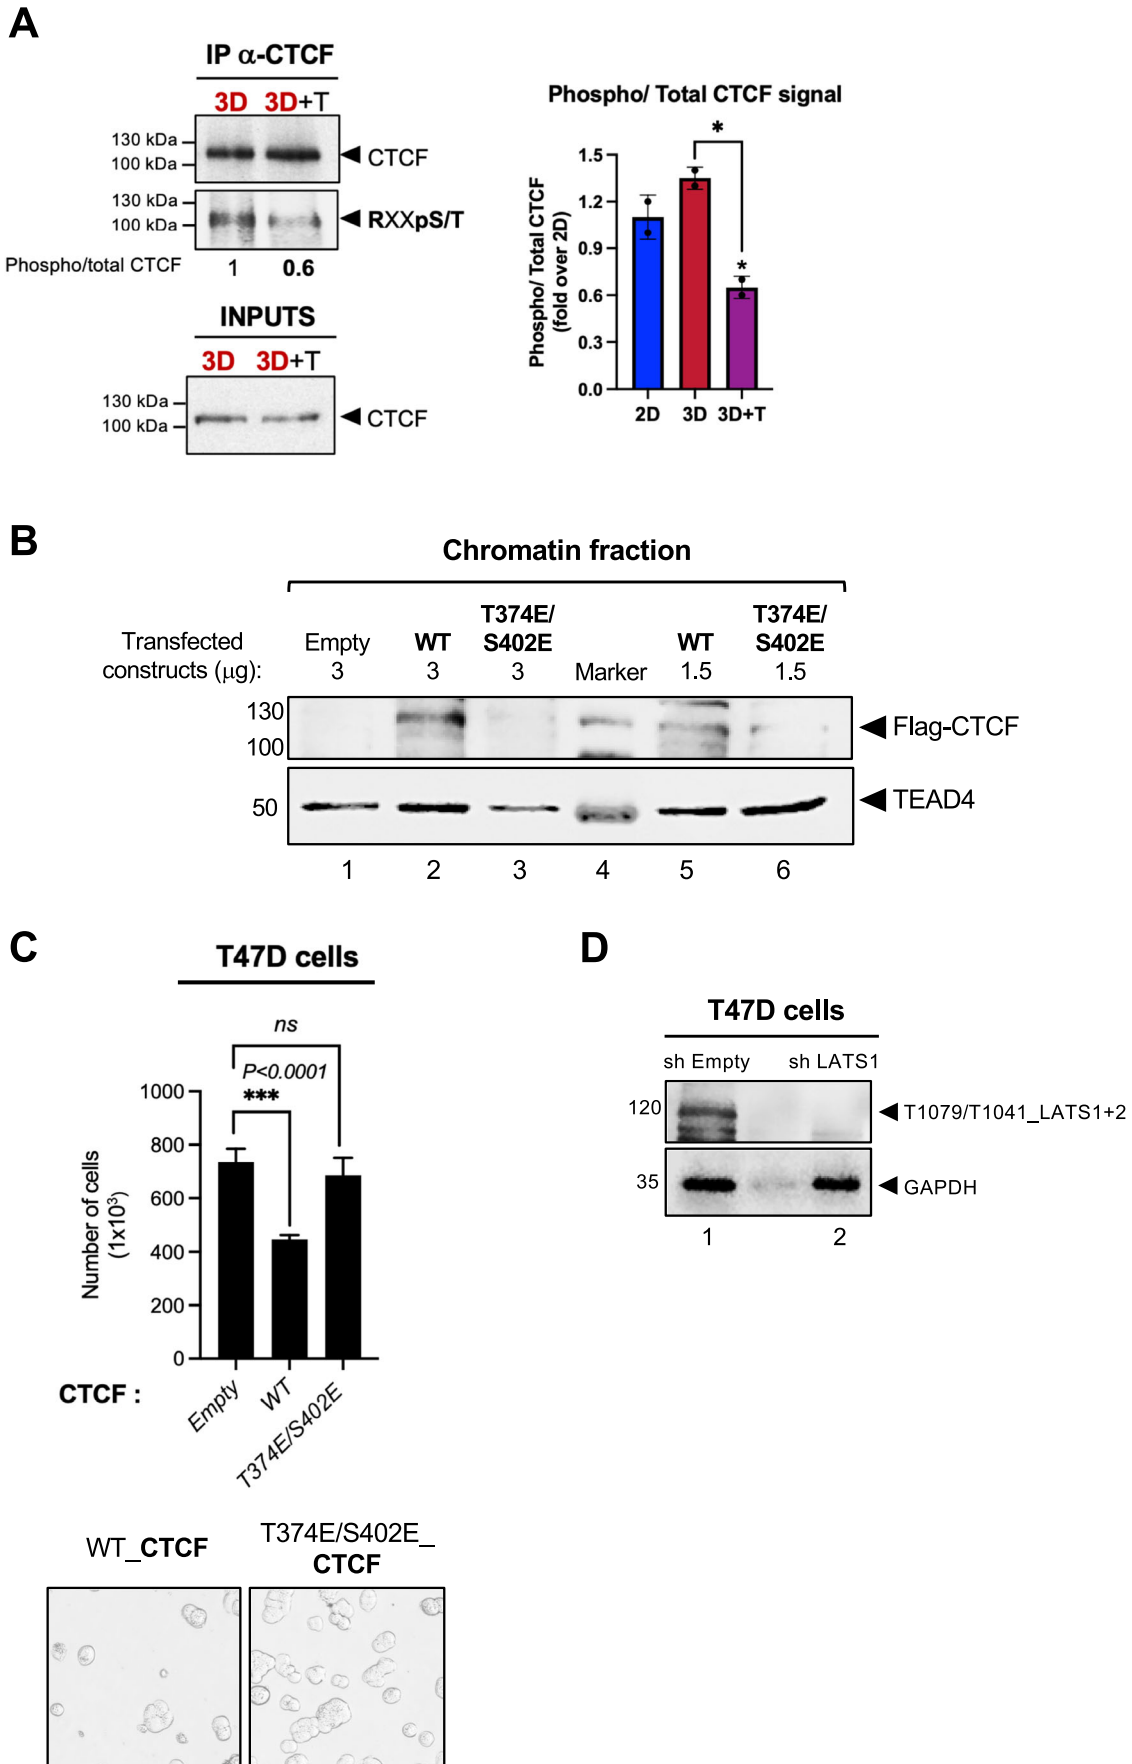 A
IP α-CTCF
3D 3D+T
130 kDa
100 kDa
CTCF
130 kDa
100 kDa
RXXpS/T
Phospho/total CTCF 1 0.6
INPUTS
3D 3D+T
130 kDa
100 kDa
CTCF
Phospho/ Total CTCF signal
*
Phospho/ Total CTCF
(fold over 2D)
1.5
1.2
0.9
0.6
0.3
0.0
*
2D 3D 3D+T
B
Chromatin fraction
Transfected
constructs (μg):
Empty
3
WT
3
T374E/
S402E
3
Marker
WT
1.5
T374E/
S402E
1.5
130
100
Flag-CTCF
50
TEAD4
1 2 3 4 5 6
C
T47D cells
ns
P<0.0001
***
Number of cells
(1x10³)
1000
800
600
400
200
0
CTCF :
Empty
WT
T374E/S402E
WT_CTCF
T374E/S402E_
CTCF
D
T47D cells
sh Empty sh LATS1
120
T1079/T1041_LATS1+2
35
GAPDH
1 2